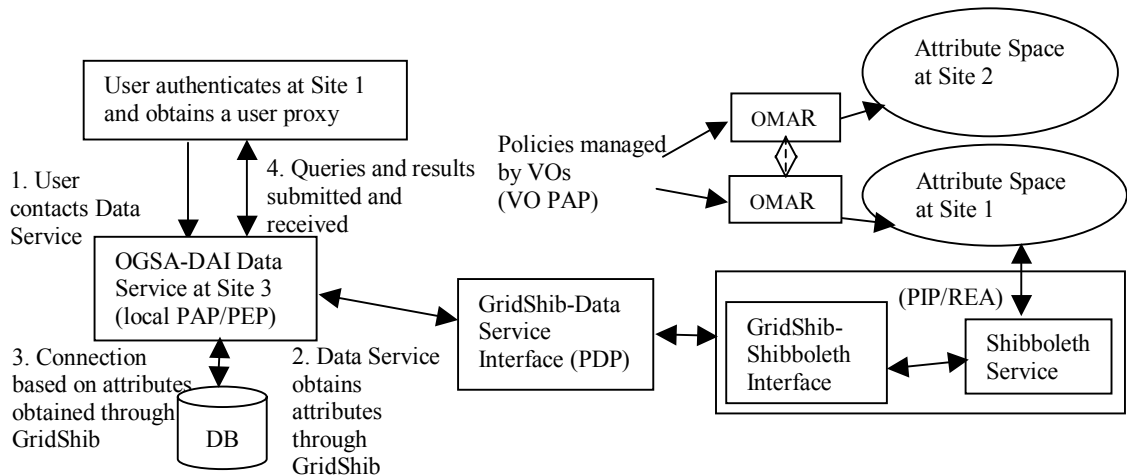 User authenticates at Site 1
and obtains a user proxy
1. User
contacts Data
Service
4. Queries and results
submitted and
received
OGSA-DAI Data
Service at Site 3
(local PAP/PEP)
3. Connection
based on attributes
obtained through
GridShib
DB
2. Data Service
obtains
attributes
through
GridShib
GridShib-Data
Service
Interface (PDP)
Policies managed
by VOs
(VO PAP)
OMAR
OMAR
Attribute Space
at Site 2
Attribute Space
at Site 1
(PIP/REA)
GridShib-
Shibboleth
Interface
Shibboleth
Service